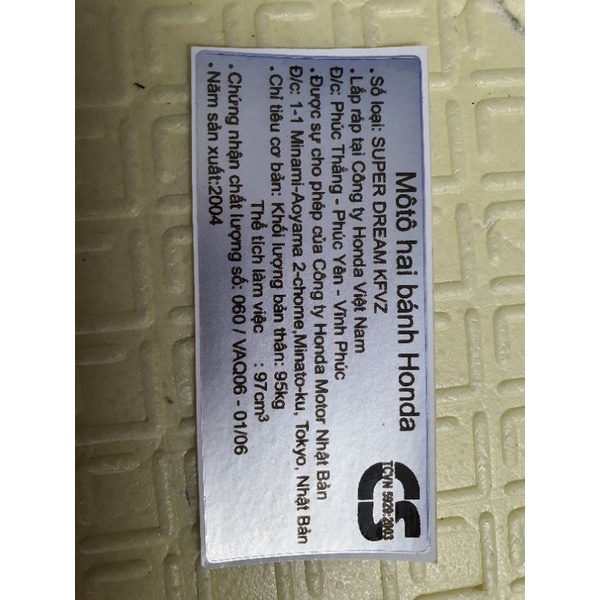 Môtô hai bánh Honda
CS
TCVN 5929:2003
. Số loại: SUPER DREAM KFVZ
. Lắp ráp tại Công ty Honda Việt Nam
Đ/c: Phúc Thắng - Phúc Yên - Vĩnh Phúc
. Được sự cho phép của Công ty Honda Motor Nhật Bản
Đ/c: 1-1 Minami-Aoyama 2-chome,Minato-ku, Tokyo, Nhật Bản
. Chỉ tiêu cơ bản: Khối lượng bản thân: 95kg
Thể tích làm việc : 97cm³
. Chứng nhận chất lượng số: 060 / VAQ06 - 01/06
. Năm sản xuất:2004